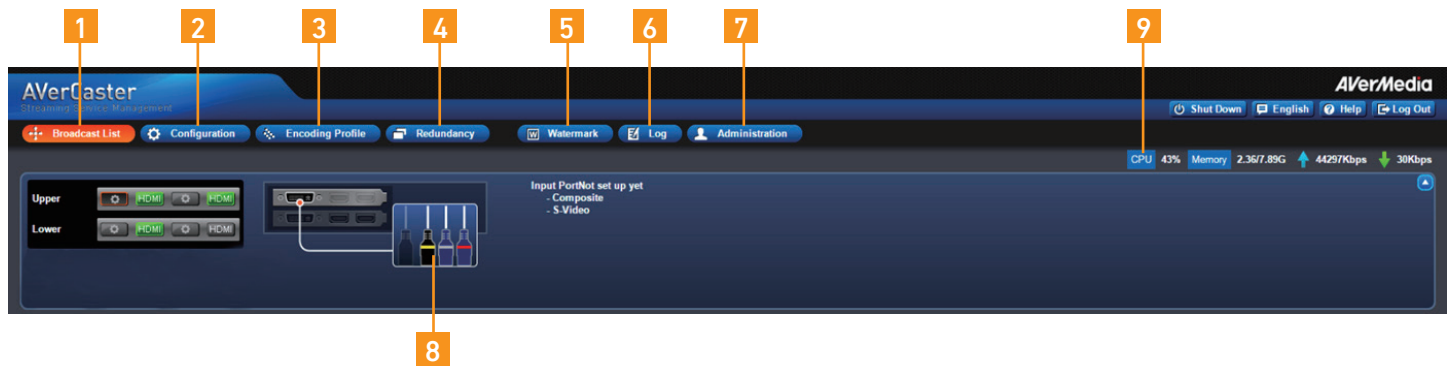 1 2 3 4 5 6 7 9
AVerCaster
AVerMedia
Streaming Service Management
Shut Down English Help Log Out
Broadcast List Configuration Encoding Profile Redundancy W Watermark Log Administration
CPU 43% Memory 2.36/7.89G 44297Kbps 30Kbps
Upper HDMI HDMI
Lower HDMI HDMI
Input PortNot set up yet
- Composite
- S-Video
8